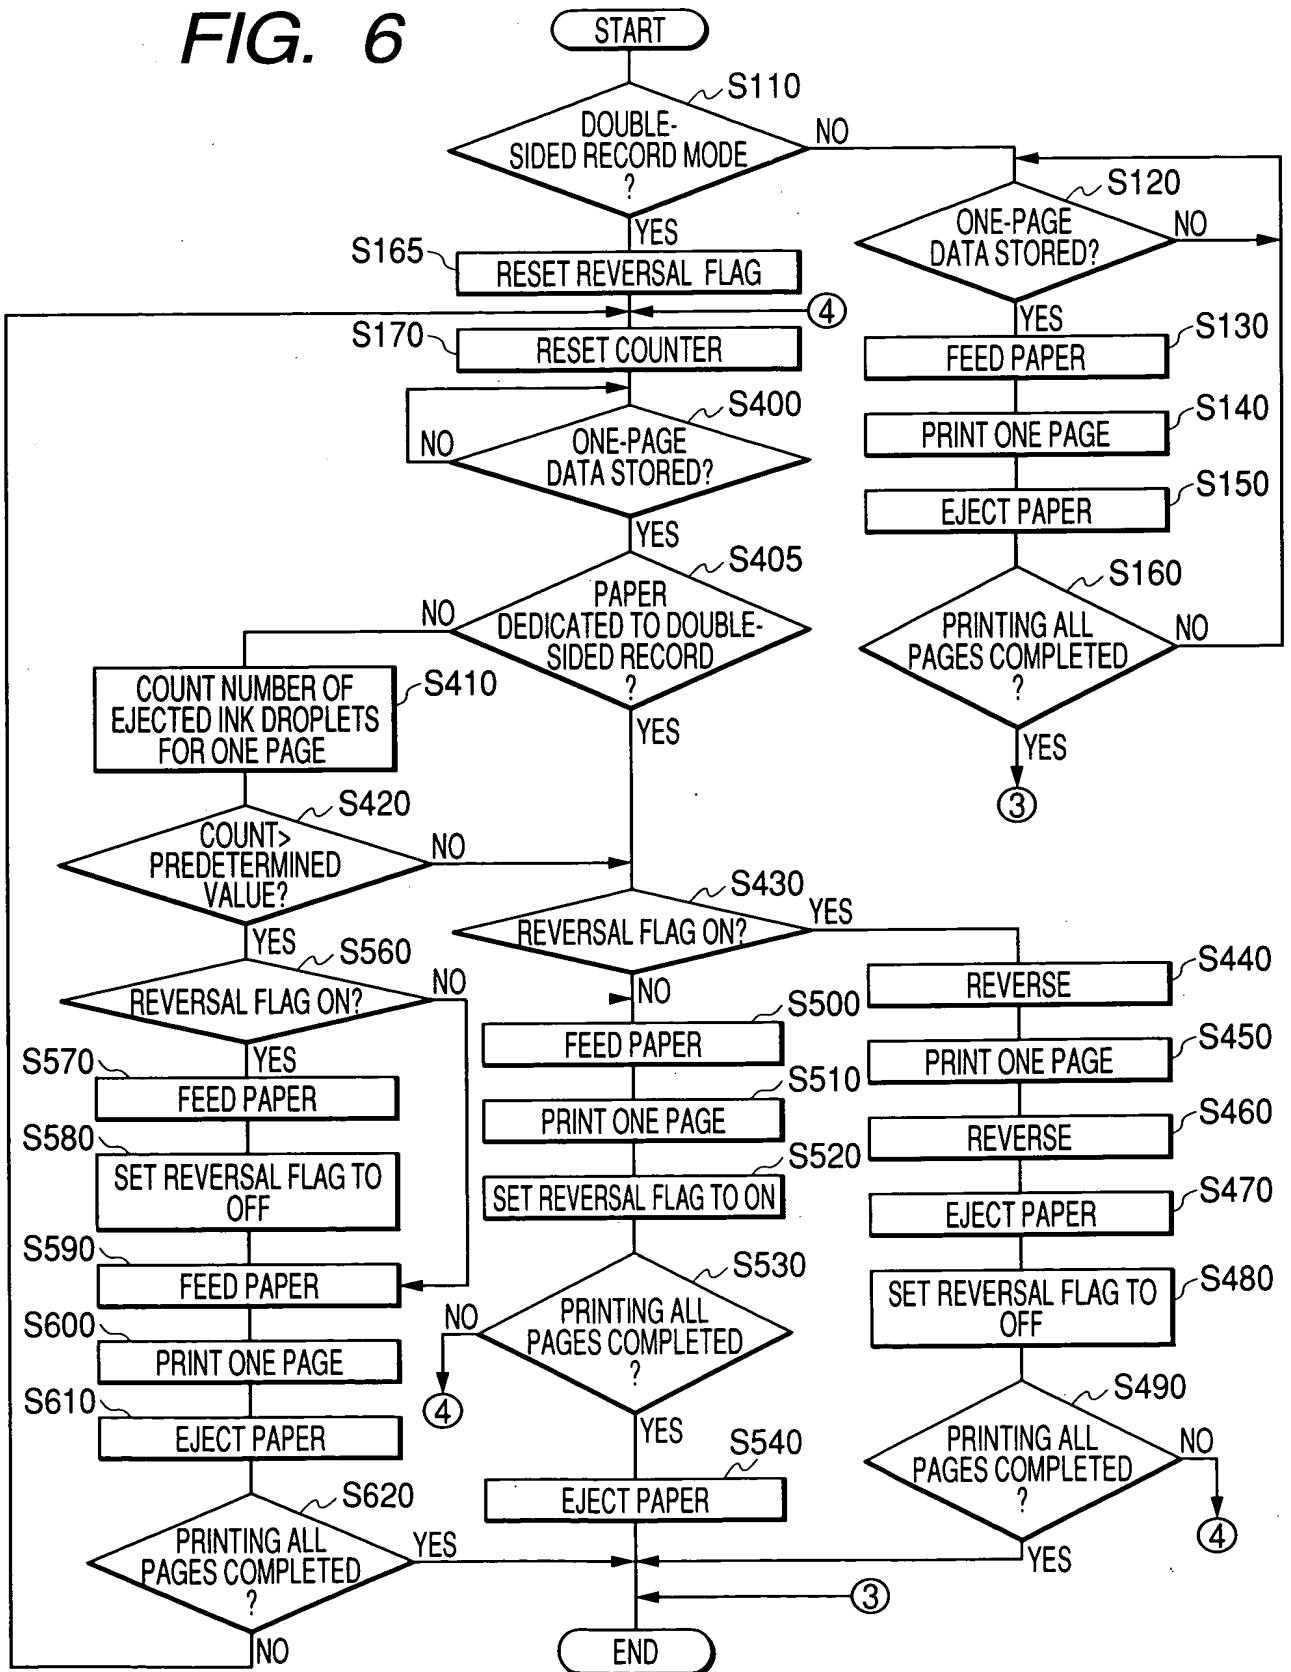 FIG. 6
START
S110
DOUBLE-
SIDED RECORD MODE
?
NO
YES
S120
ONE-PAGE
DATA STORED?
NO
YES
S130
FEED PAPER
S140
PRINT ONE PAGE
S150
EJECT PAPER
S160
PRINTING ALL
PAGES COMPLETED
?
NO
YES
3
S165
RESET REVERSAL FLAG
4
S170
RESET COUNTER
S400
ONE-PAGE
DATA STORED?
NO
YES
S405
PAPER
DEDICATED TO DOUBLE-
SIDED RECORD
?
NO
YES
S410
COUNT NUMBER OF
EJECTED INK DROPLETS
FOR ONE PAGE
S420
COUNT>
PREDETERMINED
VALUE?
NO
YES
S560
REVERSAL FLAG ON?
NO
YES
S570
FEED PAPER
S580
SET REVERSAL FLAG TO
OFF
S590
FEED PAPER
S600
PRINT ONE PAGE
S610
EJECT PAPER
S620
PRINTING ALL
PAGES COMPLETED
?
YES
NO
S430
REVERSAL FLAG ON?
YES
NO
S500
FEED PAPER
S510
PRINT ONE PAGE
S520
SET REVERSAL FLAG TO ON
S530
PRINTING ALL
PAGES COMPLETED
?
NO
4
YES
S540
EJECT PAPER
S440
REVERSE
S450
PRINT ONE PAGE
S460
REVERSE
S470
EJECT PAPER
S480
SET REVERSAL FLAG TO
OFF
S490
PRINTING ALL
PAGES COMPLETED
?
NO
4
YES
3
END